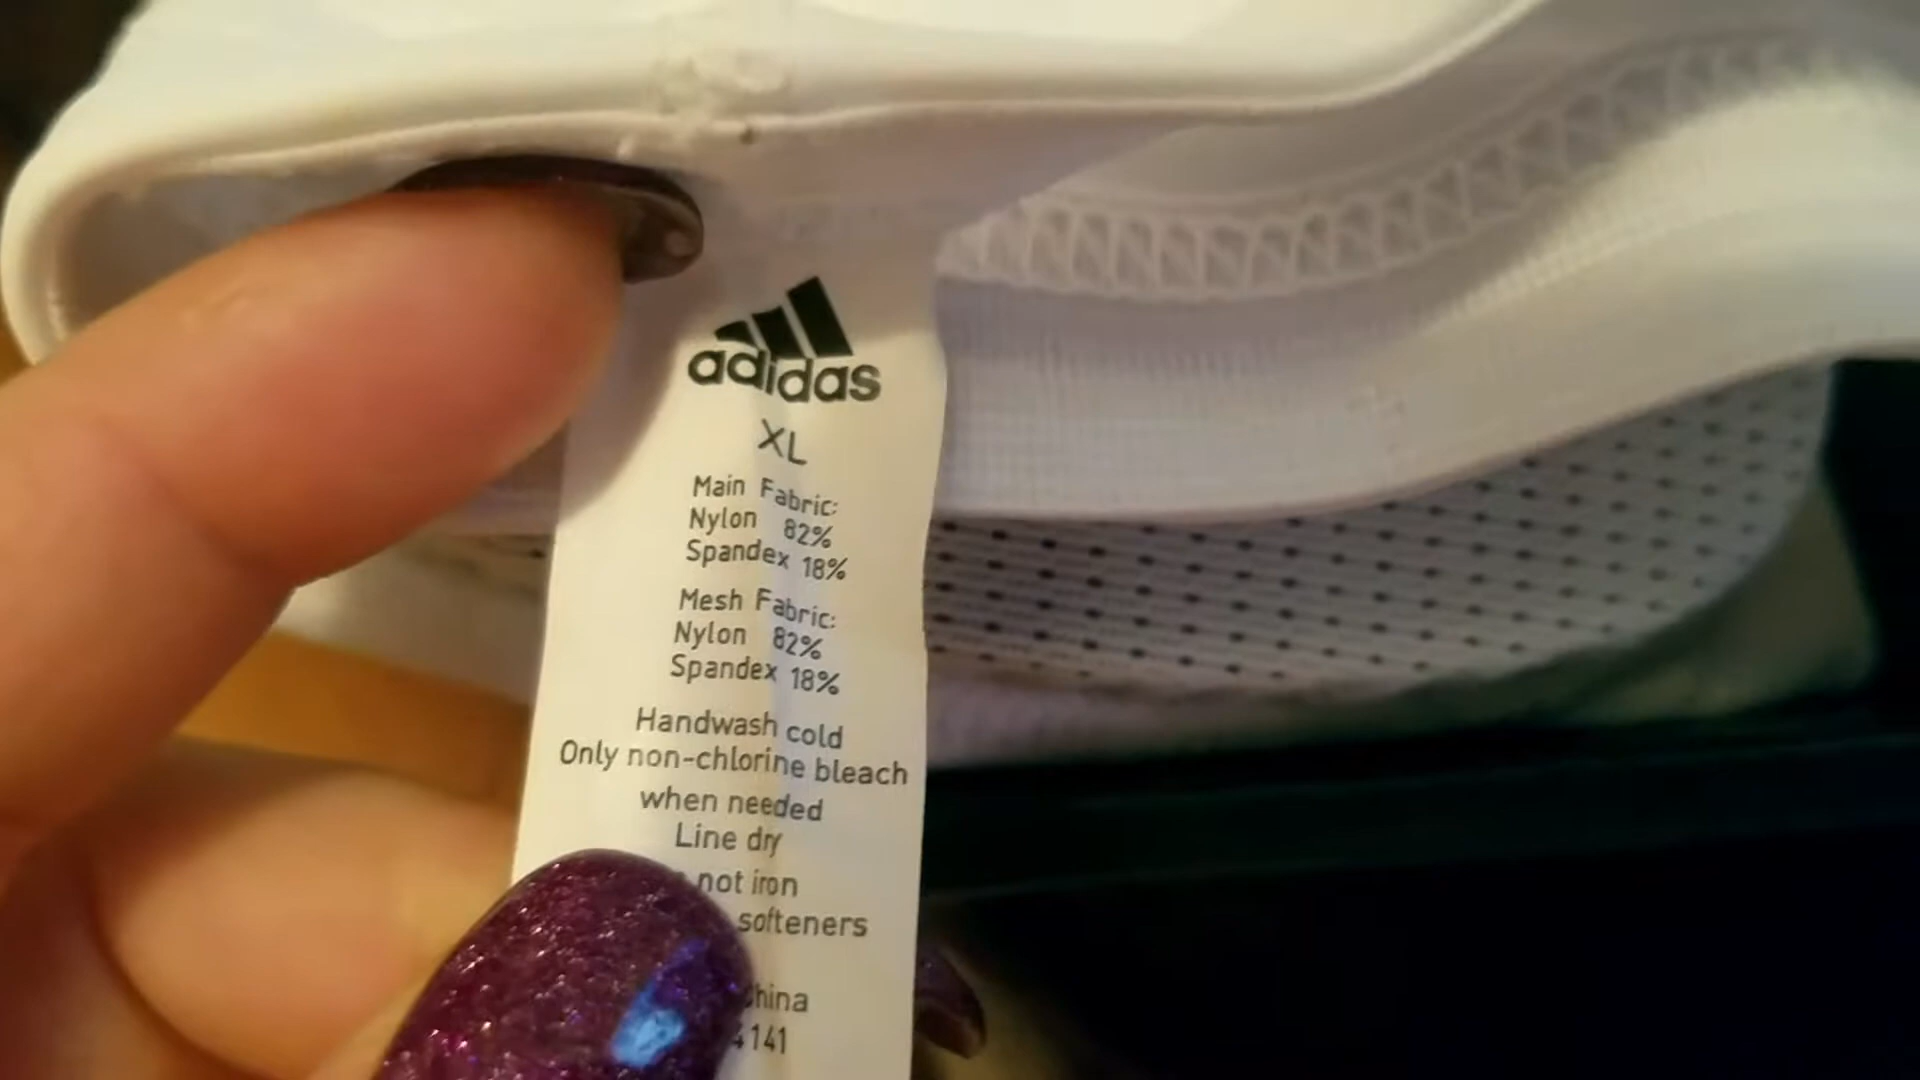 adidas
XL
Main Fabric:
Nylon 82%
Spandex 18%
Mesh Fabric:
Nylon 82%
Spandex 18%
Handwash cold
Only non-chlorine bleach
when needed
Line dry
not iron
softeners
141